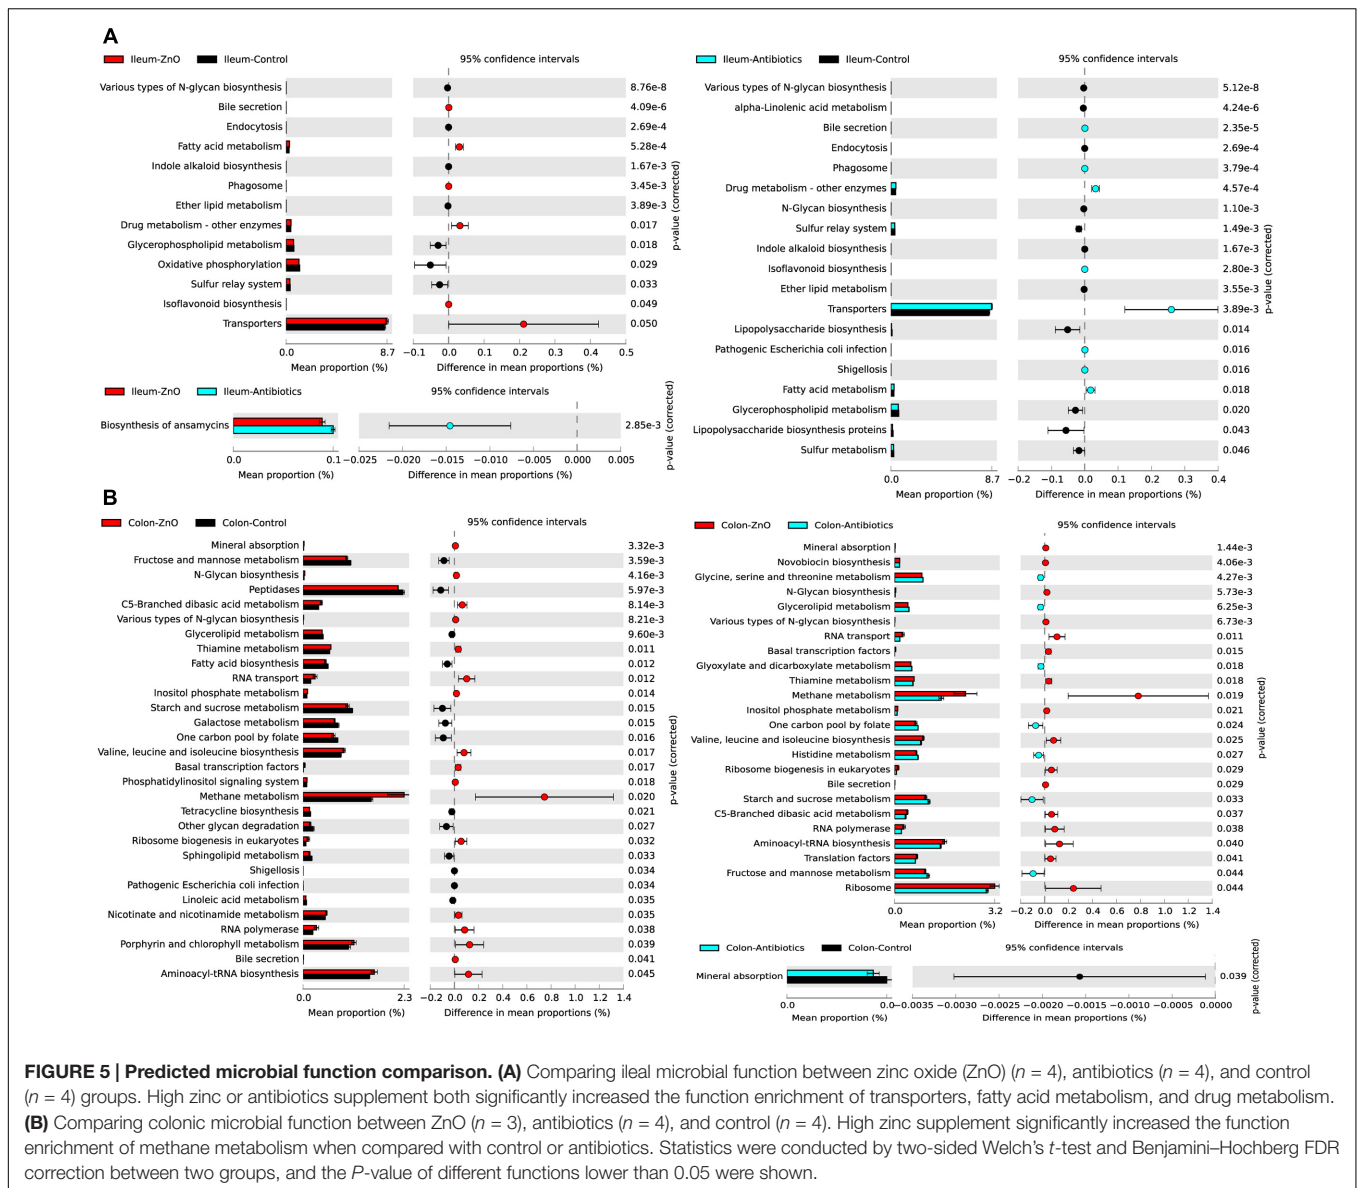 A
Ileum-ZnO Ileum-Control 95% confidence intervals
Various types of N-glycan biosynthesis 8.76e-8
Bile secretion 4.09e-6
Endocytosis 2.69e-4
Fatty acid metabolism 5.28e-4
Indole alkaloid biosynthesis 1.67e-3
Phagosome 3.45e-3
Ether lipid metabolism 3.89e-3
Drug metabolism - other enzymes 0.017
Glycerophospholipid metabolism 0.018
Oxidative phosphorylation 0.029
Sulfur relay system 0.033
Isoflavonoid biosynthesis 0.049
Transporters 0.050
p-value (corrected)
0.0 8.7 −0.1 0.0 0.1 0.2 0.3 0.4 0.5
Mean proportion (%) Difference in mean proportions (%)
Ileum-ZnO Ileum-Antibiotics 95% confidence intervals
Biosynthesis of ansamycins 2.85e-3
p-value (corrected)
0.0 0.1 −0.025 −0.020 −0.015 −0.010 −0.005 0.000 0.005
Mean proportion (%) Difference in mean proportions (%)
Ileum-Antibiotics Ileum-Control 95% confidence intervals
Various types of N-glycan biosynthesis 5.12e-8
alpha-Linolenic acid metabolism 4.24e-6
Bile secretion 2.35e-5
Endocytosis 2.69e-4
Phagosome 3.79e-4
Drug metabolism - other enzymes 4.57e-4
N-Glycan biosynthesis 1.10e-3
Sulfur relay system 1.49e-3
Indole alkaloid biosynthesis 1.67e-3
Isoflavonoid biosynthesis 2.80e-3
Ether lipid metabolism 3.55e-3
Transporters 3.89e-3
Lipopolysaccharide biosynthesis 0.014
Pathogenic Escherichia coli infection 0.016
Shigellosis 0.016
Fatty acid metabolism 0.018
Glycerophospholipid metabolism 0.020
Lipopolysaccharide biosynthesis proteins 0.043
Sulfur metabolism 0.046
p-value (corrected)
0.0 8.7 −0.2 −0.1 0.0 0.1 0.2 0.3 0.4
Mean proportion (%) Difference in mean proportions (%)
B
Colon-ZnO Colon-Control 95% confidence intervals
Mineral absorption 3.32e-3
Fructose and mannose metabolism 3.59e-3
N-Glycan biosynthesis 4.16e-3
Peptidases 5.97e-3
C5-Branched dibasic acid metabolism 8.14e-3
Various types of N-glycan biosynthesis 8.21e-3
Glycerolipid metabolism 9.60e-3
Thiamine metabolism 0.011
Fatty acid biosynthesis 0.012
RNA transport 0.012
Inositol phosphate metabolism 0.014
Starch and sucrose metabolism 0.015
Galactose metabolism 0.015
One carbon pool by folate 0.016
Valine, leucine and isoleucine biosynthesis 0.017
Basal transcription factors 0.017
Phosphatidylinositol signaling system 0.018
Methane metabolism 0.020
Tetracycline biosynthesis 0.021
Other glycan degradation 0.027
Ribosome biogenesis in eukaryotes 0.032
Sphingolipid metabolism 0.033
Shigellosis 0.034
Pathogenic Escherichia coli infection 0.034
Linoleic acid metabolism 0.035
Nicotinate and nicotinamide metabolism 0.035
RNA polymerase 0.038
Porphyrin and chlorophyll metabolism 0.039
Bile secretion 0.041
Aminoacyl-tRNA biosynthesis 0.045
p-value (corrected)
0.0 2.3 −0.2 0.0 0.2 0.4 0.6 0.8 1.0 1.2 1.4
Mean proportion (%) Difference in mean proportions (%)
Colon-ZnO Colon-Antibiotics 95% confidence intervals
Mineral absorption 1.44e-3
Novobiocin biosynthesis 4.06e-3
Glycine, serine and threonine metabolism 4.27e-3
N-Glycan biosynthesis 5.73e-3
Glycerolipid metabolism 6.25e-3
Various types of N-glycan biosynthesis 6.73e-3
RNA transport 0.011
Basal transcription factors 0.015
Glyoxylate and dicarboxylate metabolism 0.018
Thiamine metabolism 0.018
Methane metabolism 0.019
Inositol phosphate metabolism 0.021
One carbon pool by folate 0.024
Valine, leucine and isoleucine biosynthesis 0.025
Histidine metabolism 0.027
Ribosome biogenesis in eukaryotes 0.029
Bile secretion 0.029
Starch and sucrose metabolism 0.033
C5-Branched dibasic acid metabolism 0.037
RNA polymerase 0.038
Aminoacyl-tRNA biosynthesis 0.040
Translation factors 0.041
Fructose and mannose metabolism 0.044
Ribosome 0.044
p-value (corrected)
0.0 3.2 −0.2 0.0 0.2 0.4 0.6 0.8 1.0 1.2 1.4
Mean proportion (%) Difference in mean proportions (%)
Colon-Antibiotics Colon-Control 95% confidence intervals
Mineral absorption 0.039
p-value (corrected)
0.0 0.0 −0.0035 −0.0030 −0.0025 −0.0020 −0.0015 −0.0010 −0.0005 0.0000
Mean proportion (%) Difference in mean proportions (%)
FIGURE 5 | Predicted microbial function comparison. (A) Comparing ileal microbial function between zinc oxide (ZnO) (n = 4), antibiotics (n = 4), and control
(n = 4) groups. High zinc or antibiotics supplement both significantly increased the function enrichment of transporters, fatty acid metabolism, and drug metabolism.
(B) Comparing colonic microbial function between ZnO (n = 3), antibiotics (n = 4), and control (n = 4). High zinc supplement significantly increased the function
enrichment of methane metabolism when compared with control or antibiotics. Statistics were conducted by two-sided Welch's t-test and Benjamini–Hochberg FDR
correction between two groups, and the P-value of different functions lower than 0.05 were shown.